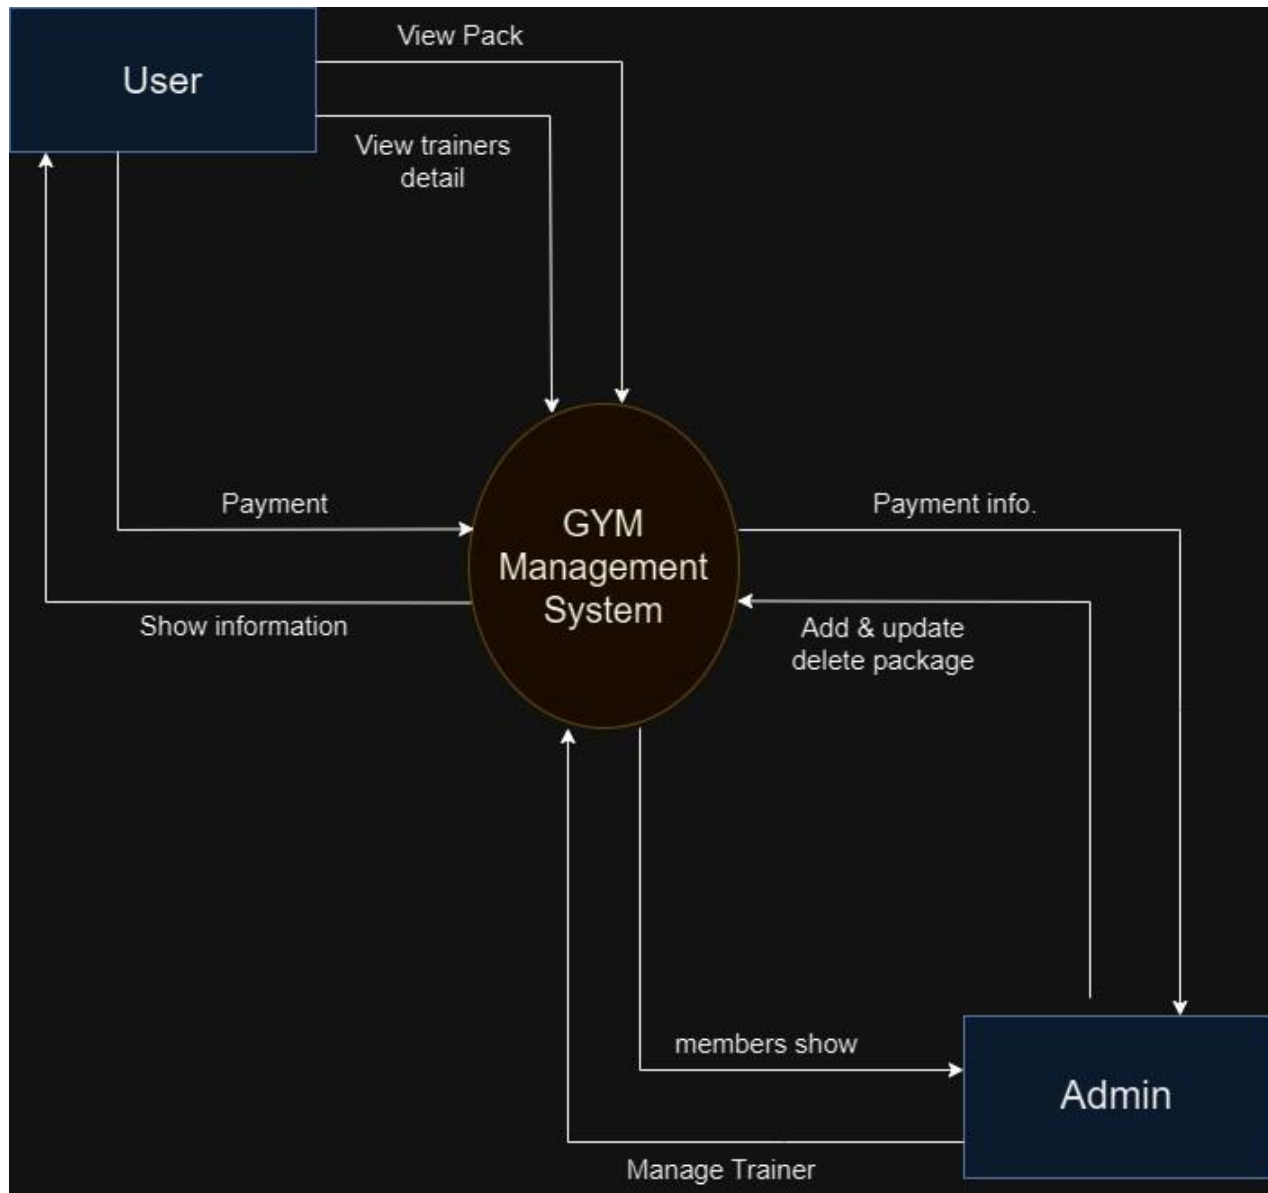 View Pack
User
View trainers
detail
Payment
Payment info.
GYM
Management
System
Show information
Add & update
delete package
members show
Admin
Manage Trainer